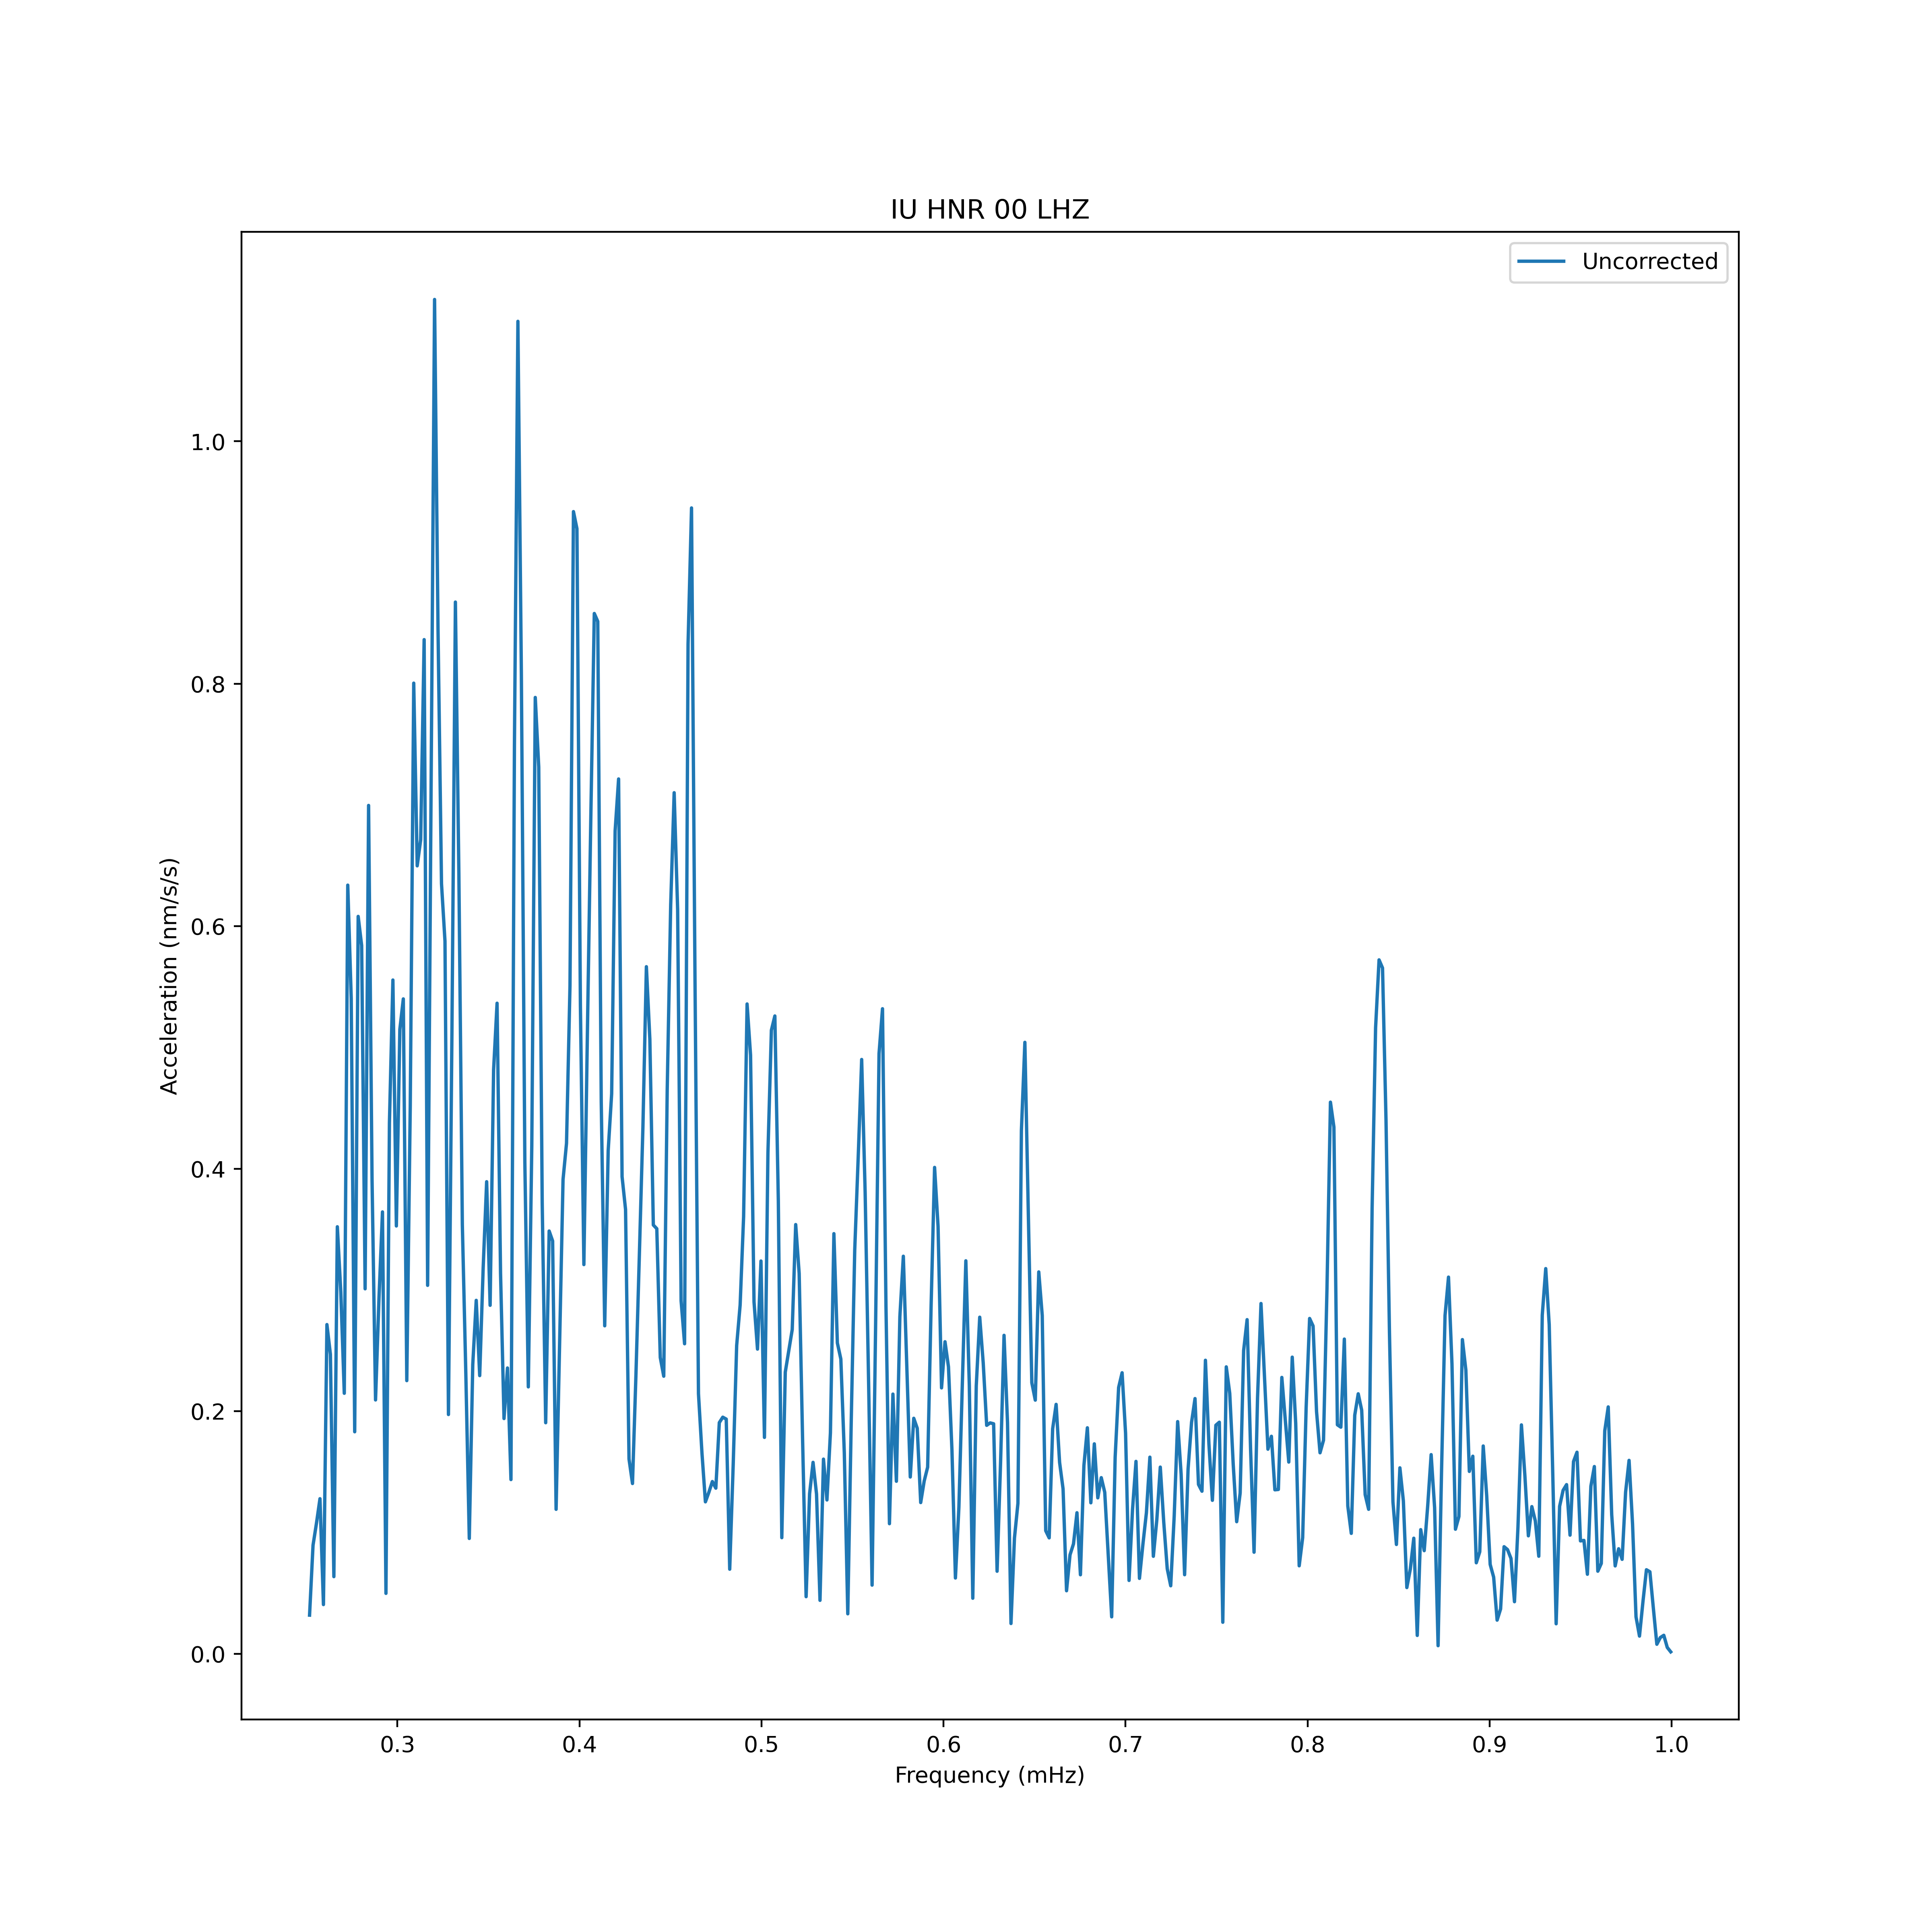 IU HNR 00 LHZ
Uncorrected
Acceleration (nm/s/s)
1.0
0.8
0.6
0.4
0.2
0.0
0.3 0.4 0.5 0.6 0.7 0.8 0.9 1.0
Frequency (mHz)